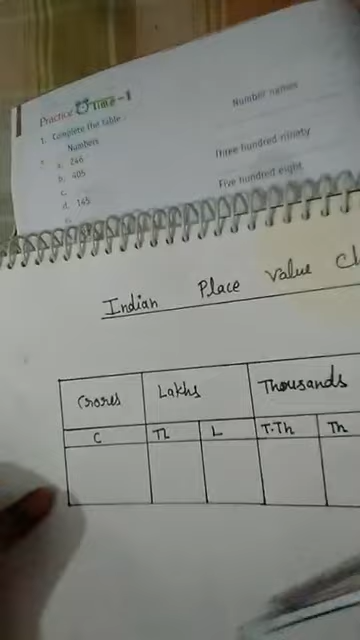 Practice Time-1
1. Complete the table.
Numbers
Number names
a. 246
b. 405
c.
Three hundred ninety
d. 145
e.
Five hundred eight
Indian Place Value
Crores Lakhs Thousands
C TL L T.Th Th